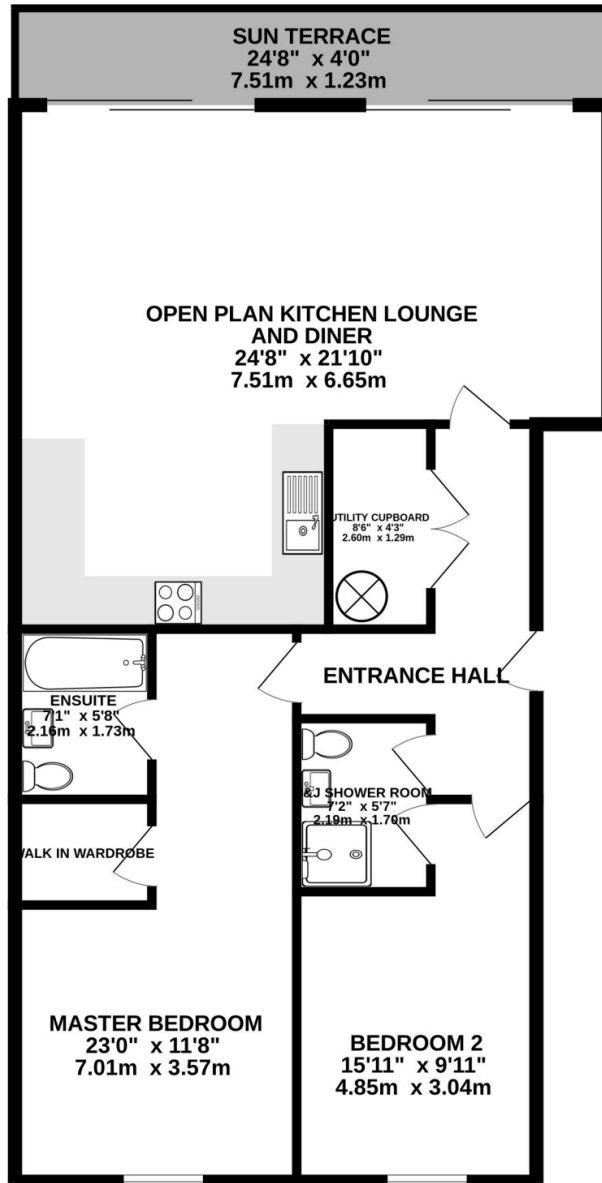 SUN TERRACE
24'8" x 4'0"
7.51m x 1.23m
OPEN PLAN KITCHEN LOUNGE
AND DINER
24'8" x 21'10"
7.51m x 6.65m
UTILITY CUPBOARD
8'6" x 4'3"
2.60m x 1.29m
ENTRANCE HALL
ENSUITE
7'1" x 5'8"
2.16m x 1.73m
J&J SHOWER ROOM
7'2" x 5'7"
2.19m x 1.70m
WALK IN WARDROBE
MASTER BEDROOM
23'0" x 11'8"
7.01m x 3.57m
BEDROOM 2
15'11" x 9'11"
4.85m x 3.04m